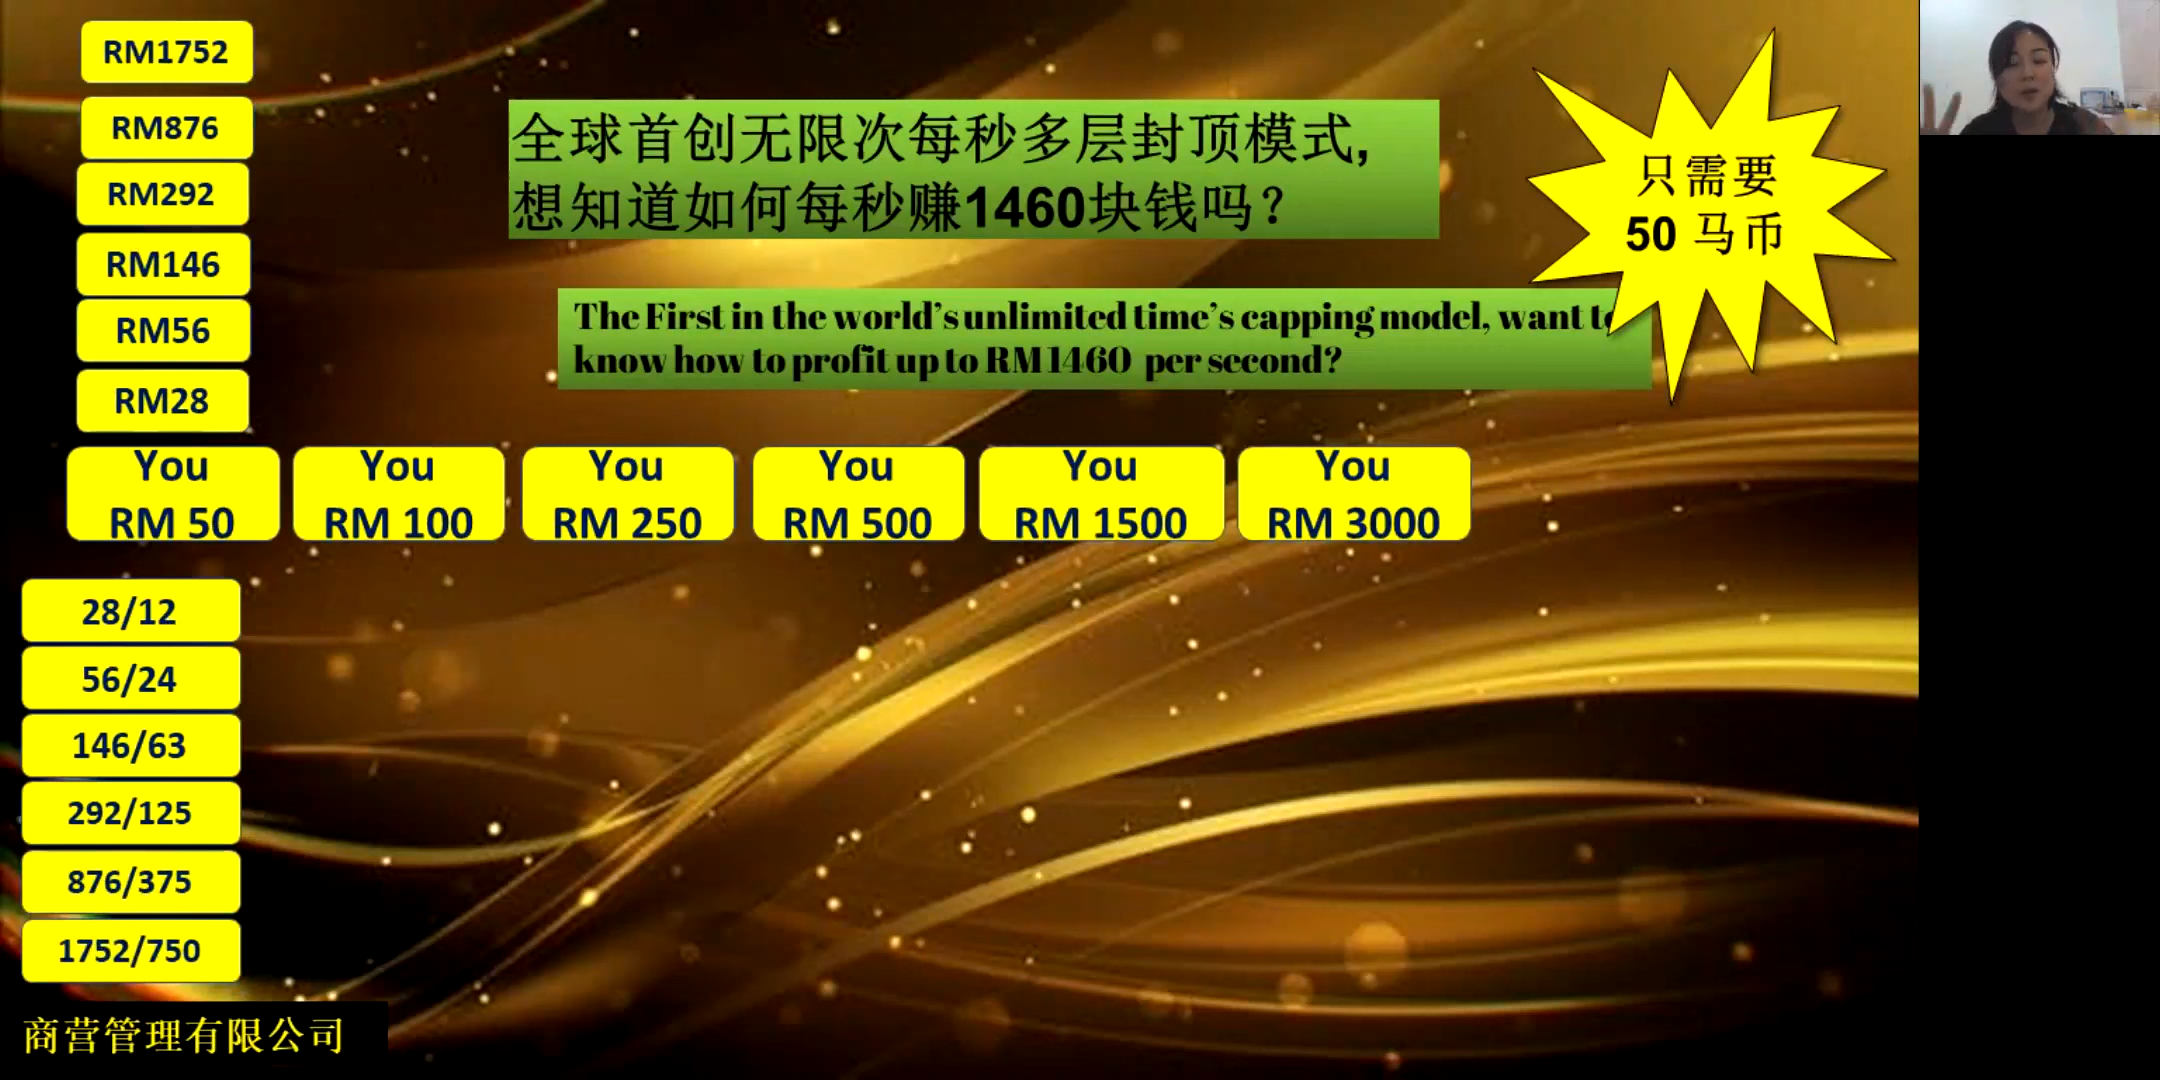 RM1752
RM876
RM292
RM146
RM56
RM28
全球首创无限次每秒多层封顶模式,
想知道如何每秒赚1460块钱吗？
只需要
50 马币
The First in the world’s unlimited time’s capping model, want to
know how to profit up to RM1460 per second?
You
RM 50
You
RM 100
You
RM 250
You
RM 500
You
RM 1500
You
RM 3000
28/12
56/24
146/63
292/125
876/375
1752/750
商营管理有限公司